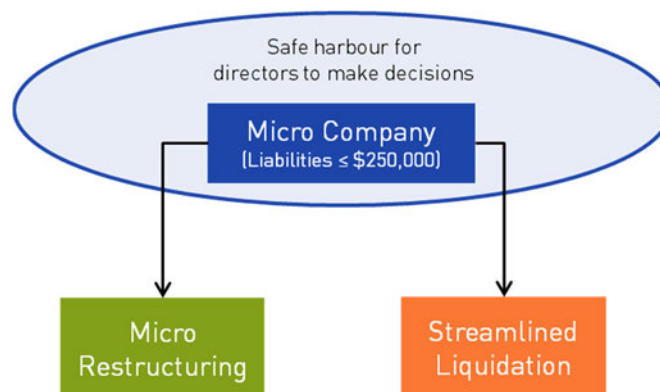 Safe harbour for
directors to make decisions
Micro Company
(Liabilities ≤ $250,000)
Micro
Restructuring
Streamlined
Liquidation